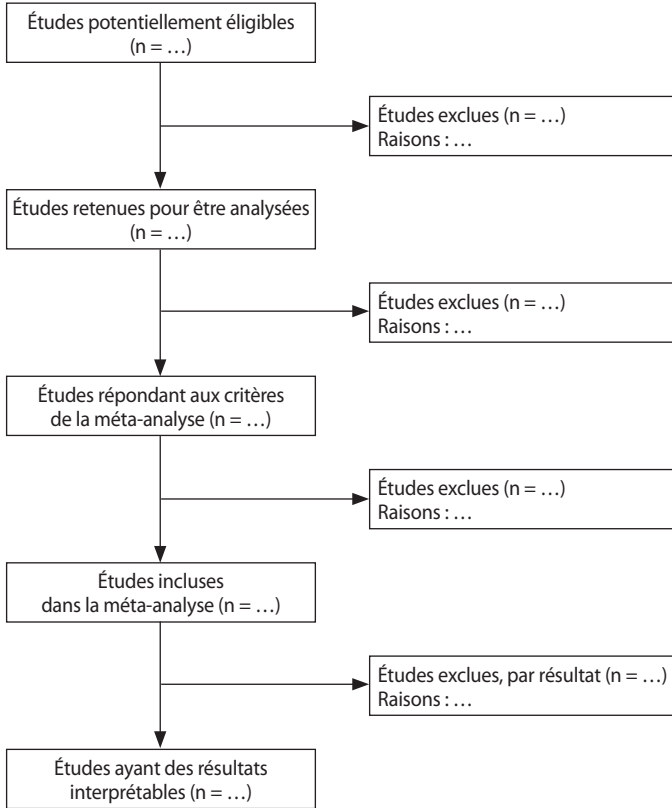 Études potentiellement éligibles
(n = …)
Études exclues (n = …)
Raisons : …
Études retenues pour être analysées
(n = …)
Études exclues (n = …)
Raisons : …
Études répondant aux critères
de la méta-analyse (n = …)
Études exclues (n = …)
Raisons : …
Études incluses
dans la méta-analyse (n = …)
Études exclues, par résultat (n = …)
Raisons : …
Études ayant des résultats
interprétables (n = …)